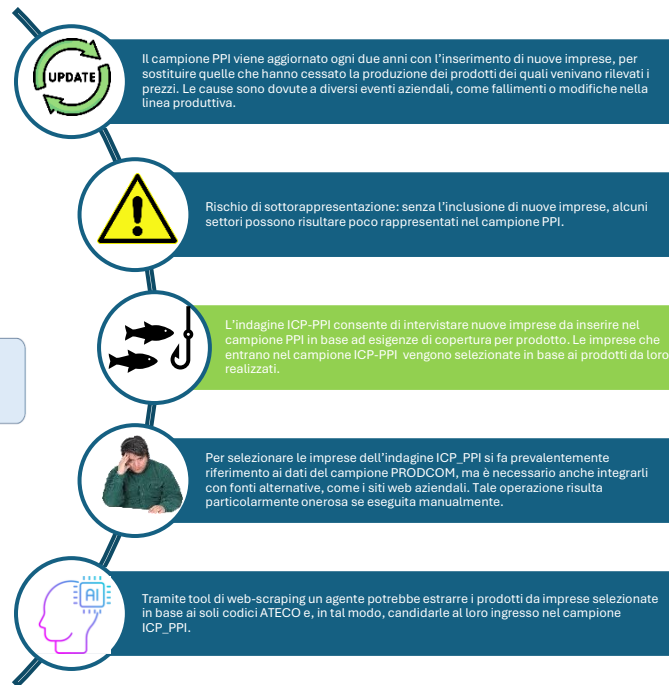 UPDATE
Il campione PPI viene aggiornato ogni due anni con l'inserimento di nuove imprese, per
sostituire quelle che hanno cessato la produzione dei prodotti dei quali venivano rilevati i
prezzi. Le cause sono dovute a diversi eventi aziendali, come fallimenti o modifiche nella
linea produttiva.
Rischio di sottorappresentazione: senza l'inclusione di nuove imprese, alcuni
settori possono risultare poco rappresentati nel campione PPI.
L'indagine ICP-PPI consente di intervistare nuove imprese da inserire nel
campione PPI in base ad esigenze di copertura per prodotto. Le imprese che
entrano nel campione ICP-PPI vengono selezionate in base ai prodotti da loro
realizzati.
Per selezionare le imprese dell'indagine ICP_PPI si fa prevalentemente
riferimento ai dati del campione PRODCOM, ma è necessario anche integrarli
con fonti alternative, come i siti web aziendali. Tale operazione risulta
particolarmente onerosa se eseguita manualmente.
AI
Tramite tool di web-scraping un agente potrebbe estrarre i prodotti da imprese selezionate
in base ai soli codici ATECO e, in tal modo, candidarle al loro ingresso nel campione
ICP_PPI.